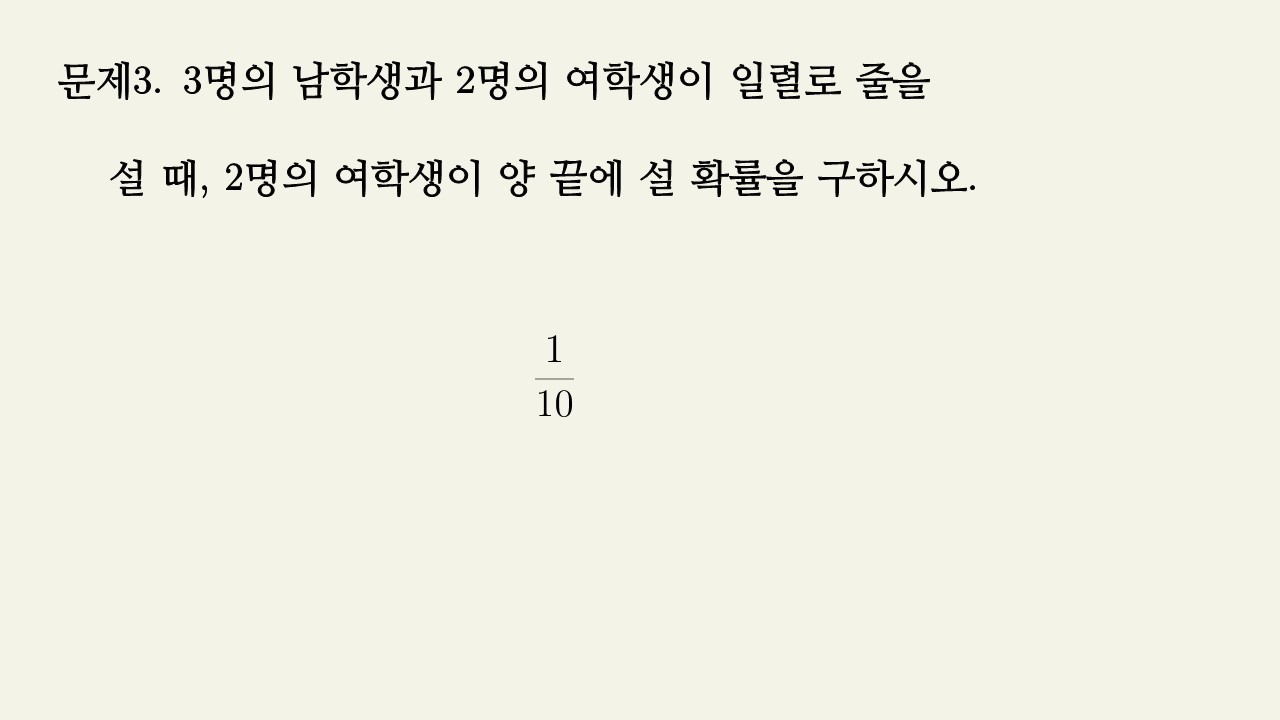 문제3. 3명의 남학생과 2명의 여학생이 일렬로 줄을
설 때, 2명의 여학생이 양 끝에 설 확률을 구하시오.
1
10